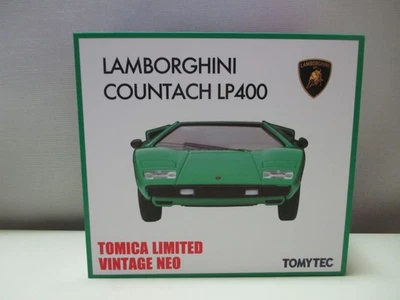 LAMBORGHINI
COUNTACH LP400
TOMICA LIMITED
VINTAGE NEO
TOMYTEC